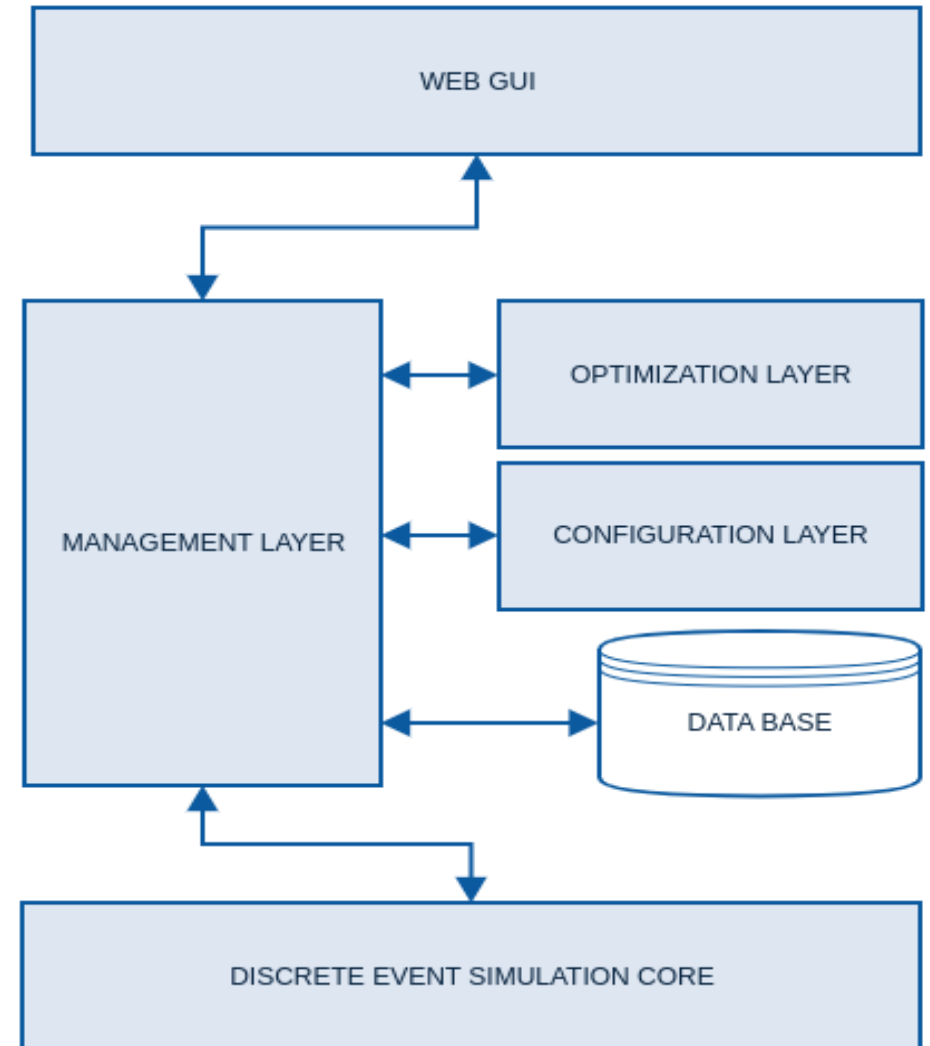 WEB GUI
OPTIMIZATION LAYER
MANAGEMENT LAYER
CONFIGURATION LAYER
DATA BASE
DISCRETE EVENT SIMULATION CORE